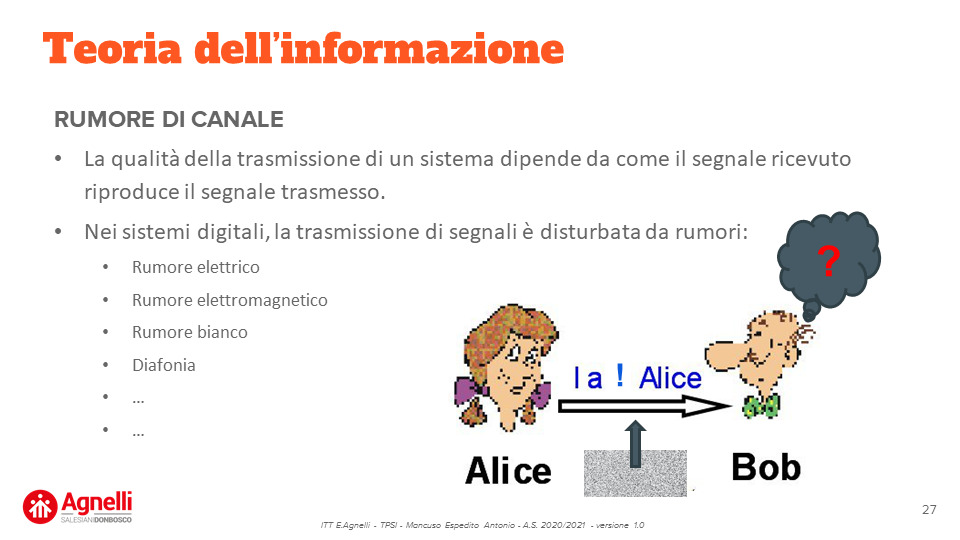 Teoria dell'informazione
RUMORE DI CANALE
• La qualità della trasmissione di un sistema dipende da come il segnale ricevuto
riproduce il segnale trasmesso.
• Nei sistemi digitali, la trasmissione di segnali è disturbata da rumori:
• Rumore elettrico
• Rumore elettromagnetico
• Rumore bianco
• Diafonia
• ...
• ...
?
I a ! Alice
Alice
Bob
Agnelli
SALESIANI DONBOSCO
ITT E.Agnelli - TPSI - Mancuso Espedito Antonio - A.S. 2020/2021 - versione 1.0
27